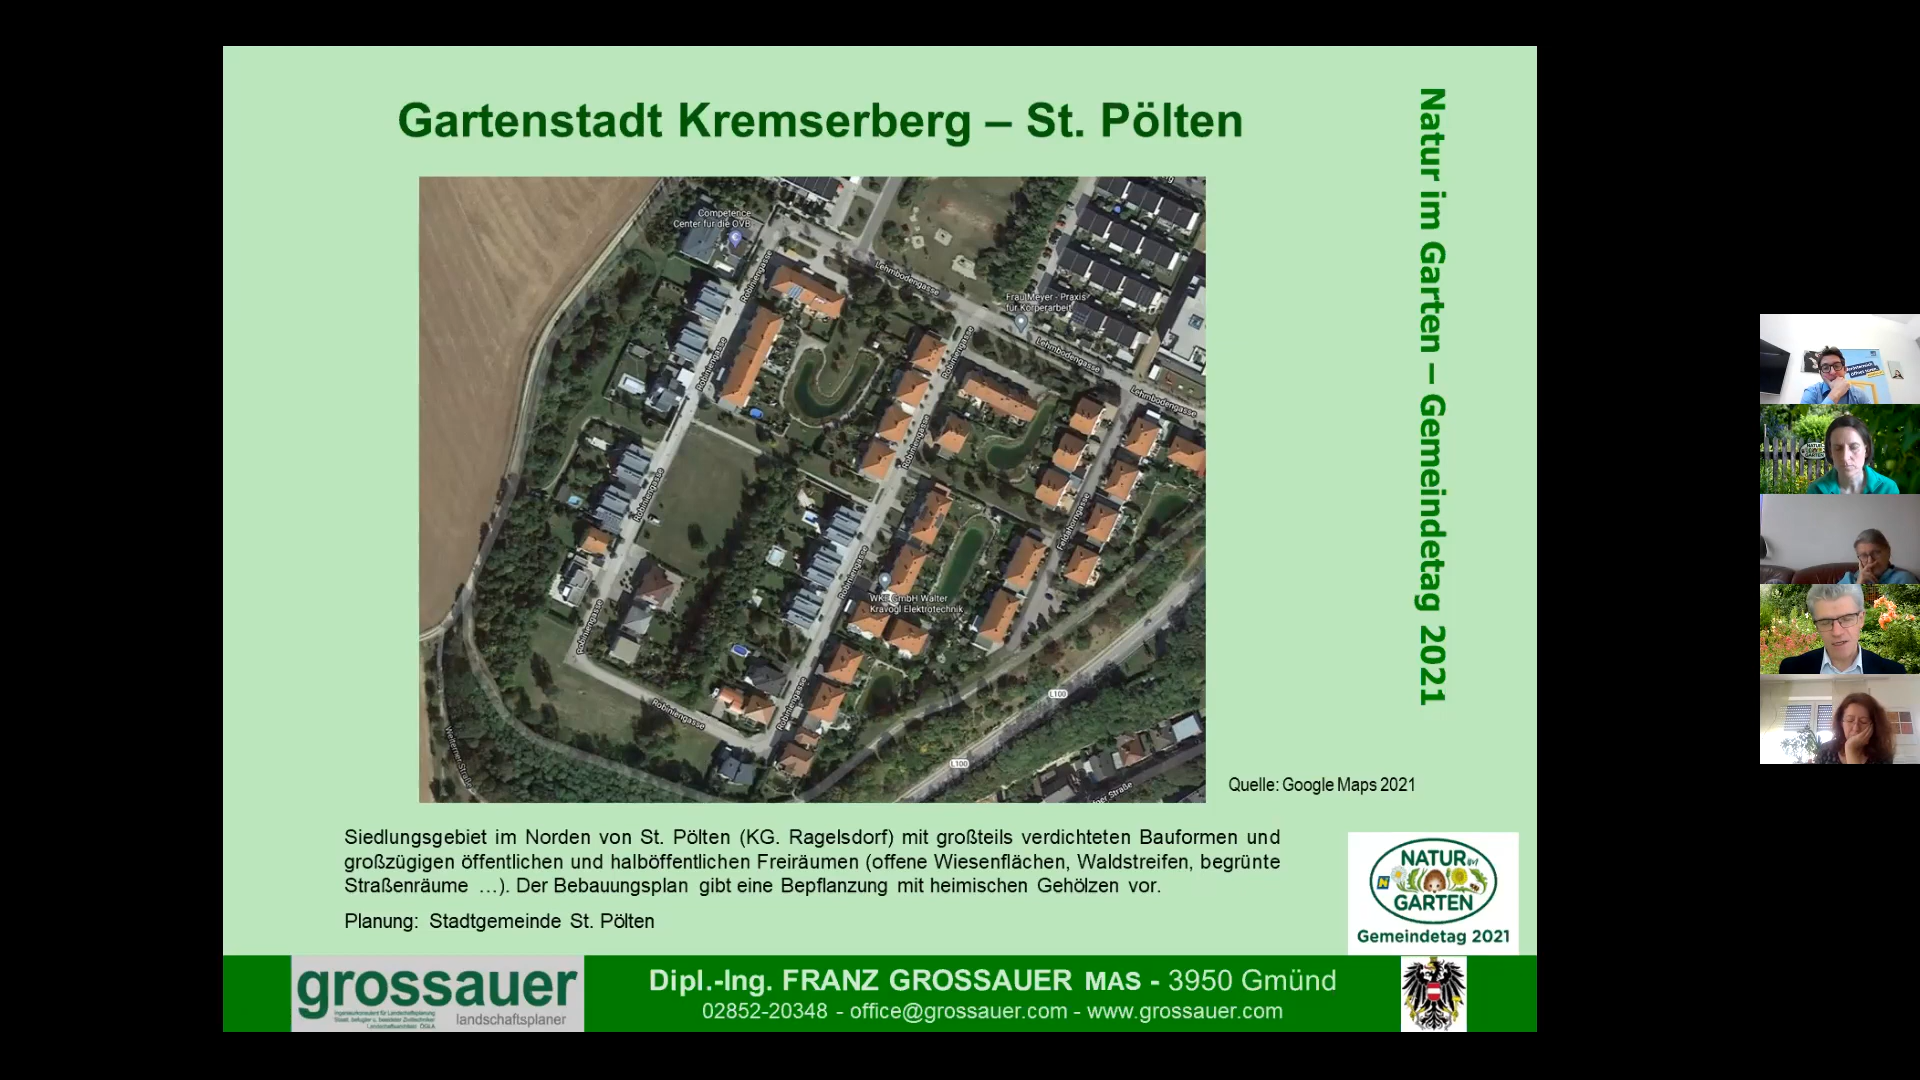 Gartenstadt Kremserberg – St. Pölten
Natur im Garten – Gemeindetag 2021
Competence
Center für die ÖVB
Robiniengasse
Lehmbodengasse
Frau Meyer - Praxis
für Körperarbeit
Lehmbodengasse
Lehmbodengasse
Robiniengasse
Robiniengasse
Robiniengasse
Robiniengasse
Feldahorngasse
Robiniengasse
WKE GmbH Walter
Kravogl Elektrotechnik
Robiniengasse
Robiniengasse
Robiniengasse
L100
L100
Weiterner Straße
Quelle: Google Maps 2021
Siedlungsgebiet im Norden von St. Pölten (KG. Ragelsdorf) mit großteils verdichteten Bauformen und
großzügigen öffentlichen und halböffentlichen Freiräumen (offene Wiesenflächen, Waldstreifen, begrünte
Straßenräume …). Der Bebauungsplan gibt eine Bepflanzung mit heimischen Gehölzen vor.
Planung: Stadtgemeinde St. Pölten
NATUR im
GARTEN
Gemeindetag 2021
grossauer
landschaftsplaner
Dipl.-Ing. FRANZ GROSSAUER MAS - 3950 Gmünd
02852-20348 - office@grossauer.com - www.grossauer.com